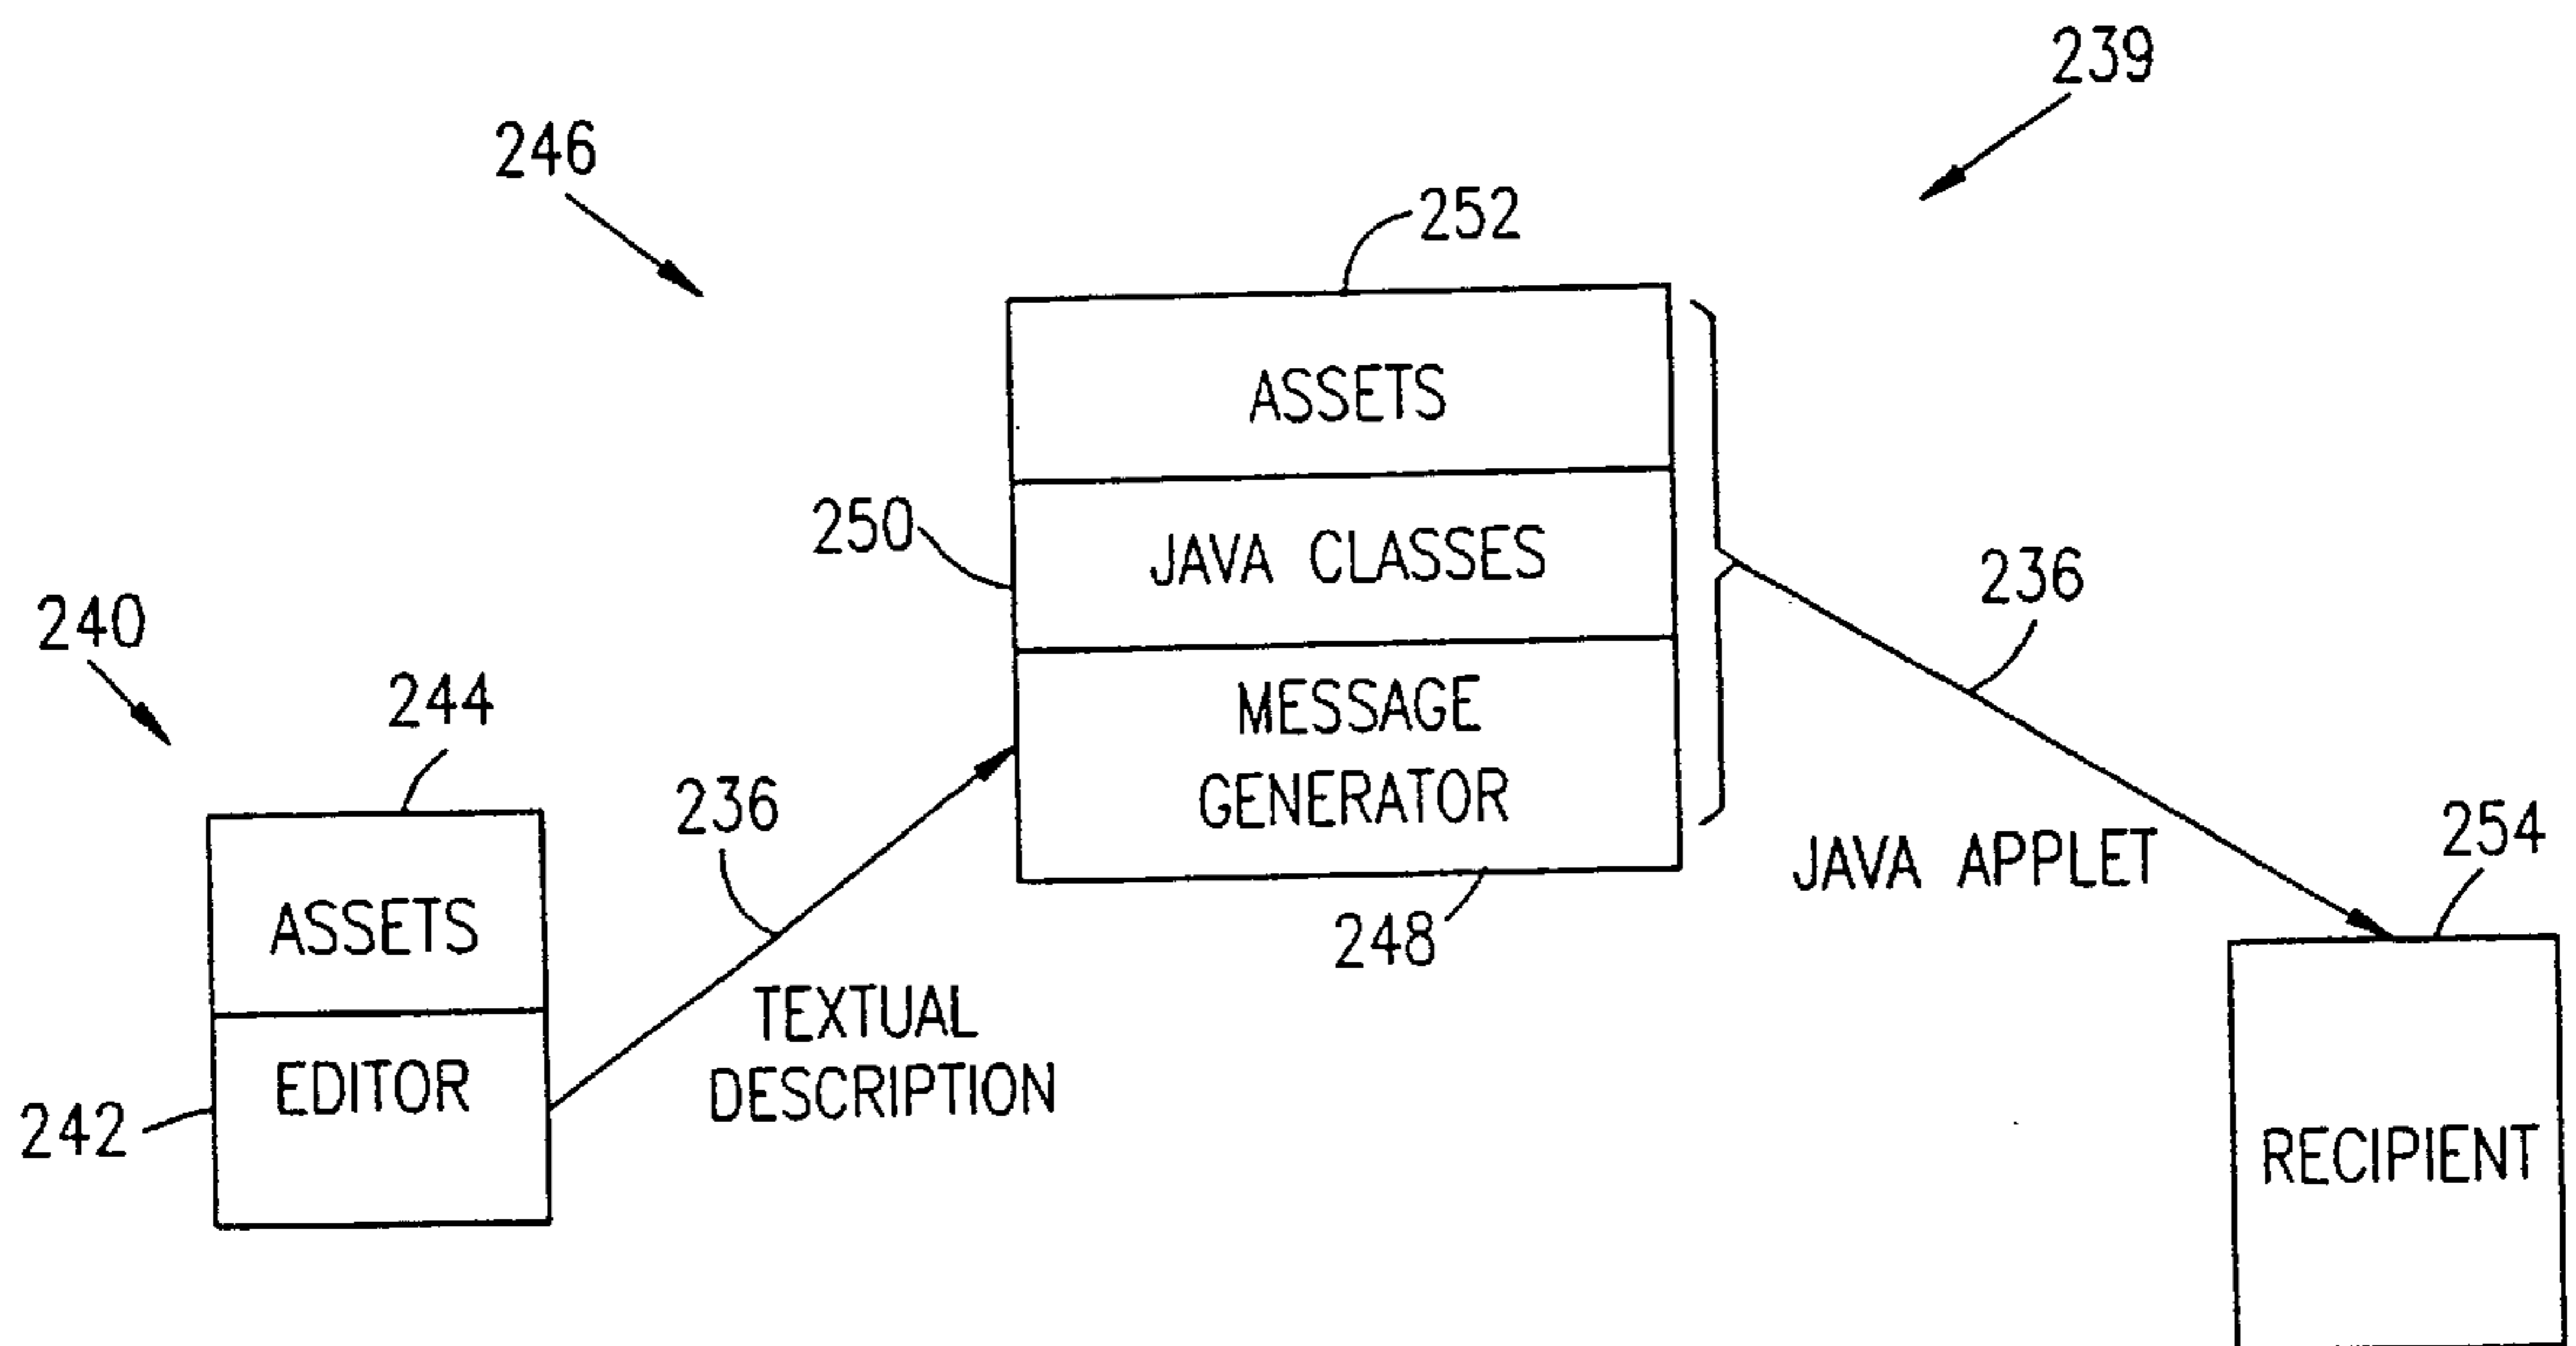 239
246
252
ASSETS
250
JAVA CLASSES
236
240
244
MESSAGE
GENERATOR
236
254
JAVA APPLET
248
ASSETS
TEXTUAL
DESCRIPTION
EDITOR
242
RECIPIENT